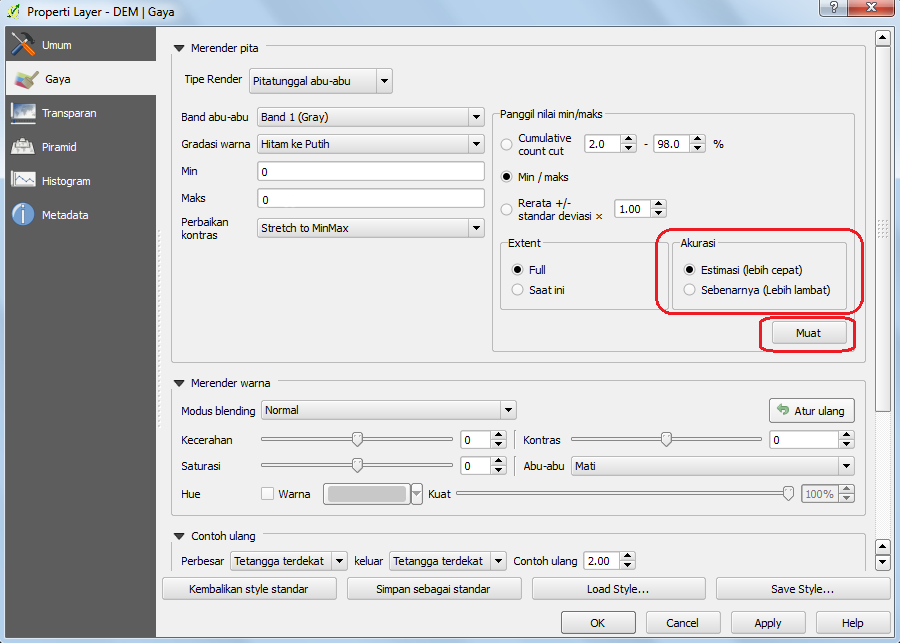 Properti Layer - DEM | Gaya
?
Umum
Gaya
Transparan
Piramid
Histogram
Metadata
Merender pita
Tipe Render Pitatunggal abu-abu
Band abu-abu Band 1 (Gray)
Gradasi warna Hitam ke Putih
Min 0
Maks 0
Perbaikan
kontras
Stretch to MinMax
Panggil nilai min/maks
Cumulative
count cut
2.0 - 98.0 %
Min / maks
Rerata +/-
standar deviasi ×
1.00
Extent
Full
Saat ini
Akurasi
Estimasi (lebih cepat)
Sebenarnya (Lebih lambat)
Muat
Merender warna
Modus blending Normal
Atur ulang
Kecerahan 0 Kontras 0
Saturasi 0 Abu-abu Mati
Hue Warna Kuat 100%
Contoh ulang
Perbesar Tetangga terdekat keluar Tetangga terdekat Contoh ulang 2.00
Kembalikan style standar Simpan sebagai standar Load Style... Save Style...
OK Cancel Apply Help